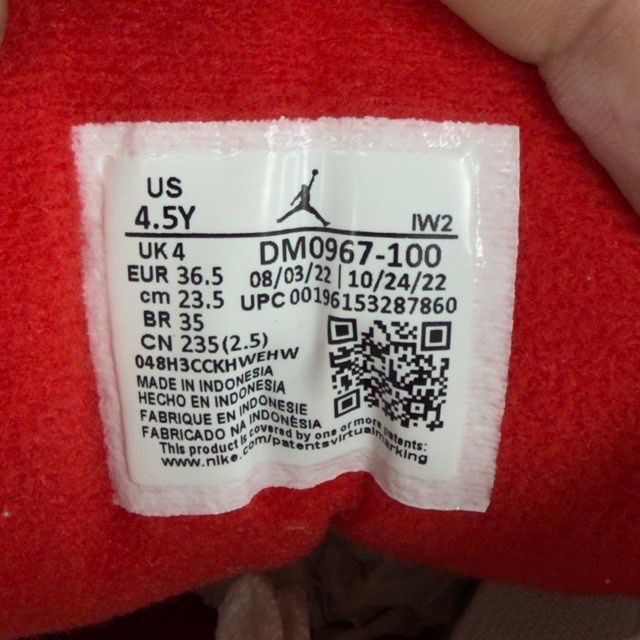 US
4.5Y
IW2
UK 4
DM0967-100
EUR 36.5
08/03/22 | 10/24/22
cm 23.5
UPC 00196153287860
BR 35
CN 235(2.5)
048H3CCKHWEHW
MADE IN INDONESIA
HECHO EN INDONESIA
FABRIQUE EN INDONESIE
FABRICADO NA INDONÉSIA
This product is covered by one or more patents:
www.nike.com/patentsvirtualmarking